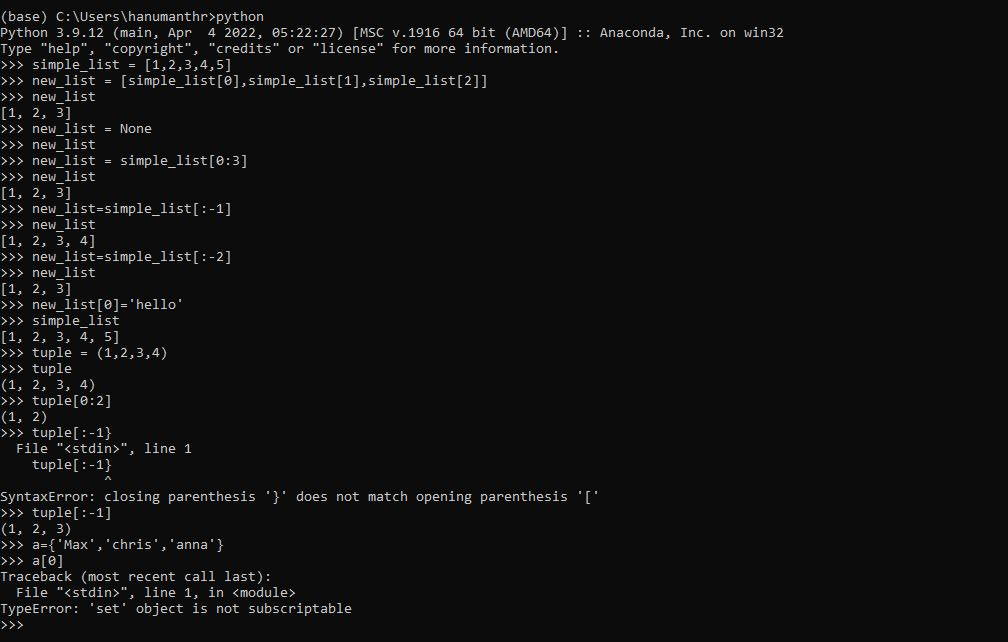 (base) C:\Users\hanumanthr>python
Python 3.9.12 (main, Apr  4 2022, 05:22:27) [MSC v.1916 64 bit (AMD64)] :: Anaconda, Inc. on win32
Type "help", "copyright", "credits" or "license" for more information.
>>> simple_list = [1,2,3,4,5]
>>> new_list = [simple_list[0],simple_list[1],simple_list[2]]
>>> new_list
[1, 2, 3]
>>> new_list = None
>>> new_list
>>> new_list = simple_list[0:3]
>>> new_list
[1, 2, 3]
>>> new_list=simple_list[:-1]
>>> new_list
[1, 2, 3, 4]
>>> new_list=simple_list[:-2]
>>> new_list
[1, 2, 3]
>>> new_list[0]='hello'
>>> simple_list
[1, 2, 3, 4, 5]
>>> tuple = (1,2,3,4)
>>> tuple
(1, 2, 3, 4)
>>> tuple[0:2]
(1, 2)
>>> tuple[:-1}
  File "<stdin>", line 1
    tuple[:-1}
             ^
SyntaxError: closing parenthesis '}' does not match opening parenthesis '['
>>> tuple[:-1]
(1, 2, 3)
>>> a={'Max','chris','anna'}
>>> a[0]
Traceback (most recent call last):
  File "<stdin>", line 1, in <module>
TypeError: 'set' object is not subscriptable
>>>